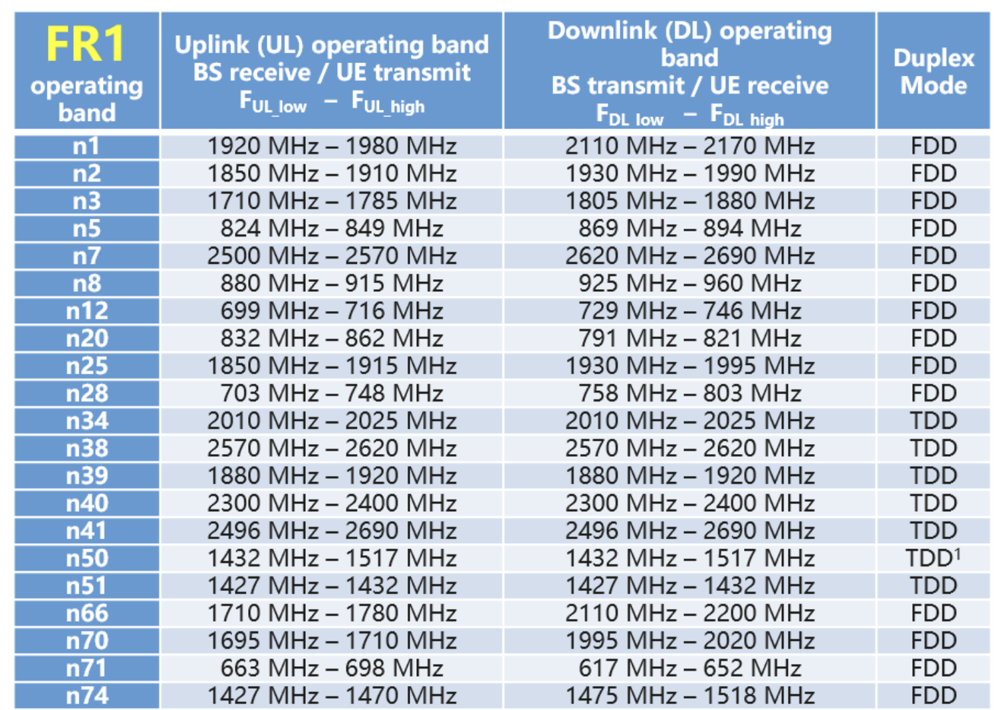 FR1
operating
band
Uplink (UL) operating band
BS receive / UE transmit
FUL_low – FUL_high
Downlink (DL) operating
band
BS transmit / UE receive
FDL low – FDL high
Duplex
Mode
n1 1920 MHz – 1980 MHz 2110 MHz – 2170 MHz FDD
n2 1850 MHz – 1910 MHz 1930 MHz – 1990 MHz FDD
n3 1710 MHz – 1785 MHz 1805 MHz – 1880 MHz FDD
n5 824 MHz – 849 MHz 869 MHz – 894 MHz FDD
n7 2500 MHz – 2570 MHz 2620 MHz – 2690 MHz FDD
n8 880 MHz – 915 MHz 925 MHz – 960 MHz FDD
n12 699 MHz – 716 MHz 729 MHz – 746 MHz FDD
n20 832 MHz – 862 MHz 791 MHz – 821 MHz FDD
n25 1850 MHz – 1915 MHz 1930 MHz – 1995 MHz FDD
n28 703 MHz – 748 MHz 758 MHz – 803 MHz FDD
n34 2010 MHz – 2025 MHz 2010 MHz – 2025 MHz TDD
n38 2570 MHz – 2620 MHz 2570 MHz – 2620 MHz TDD
n39 1880 MHz – 1920 MHz 1880 MHz – 1920 MHz TDD
n40 2300 MHz – 2400 MHz 2300 MHz – 2400 MHz TDD
n41 2496 MHz – 2690 MHz 2496 MHz – 2690 MHz TDD
n50 1432 MHz – 1517 MHz 1432 MHz – 1517 MHz TDD¹
n51 1427 MHz – 1432 MHz 1427 MHz – 1432 MHz TDD
n66 1710 MHz – 1780 MHz 2110 MHz – 2200 MHz FDD
n70 1695 MHz – 1710 MHz 1995 MHz – 2020 MHz FDD
n71 663 MHz – 698 MHz 617 MHz – 652 MHz FDD
n74 1427 MHz – 1470 MHz 1475 MHz – 1518 MHz FDD